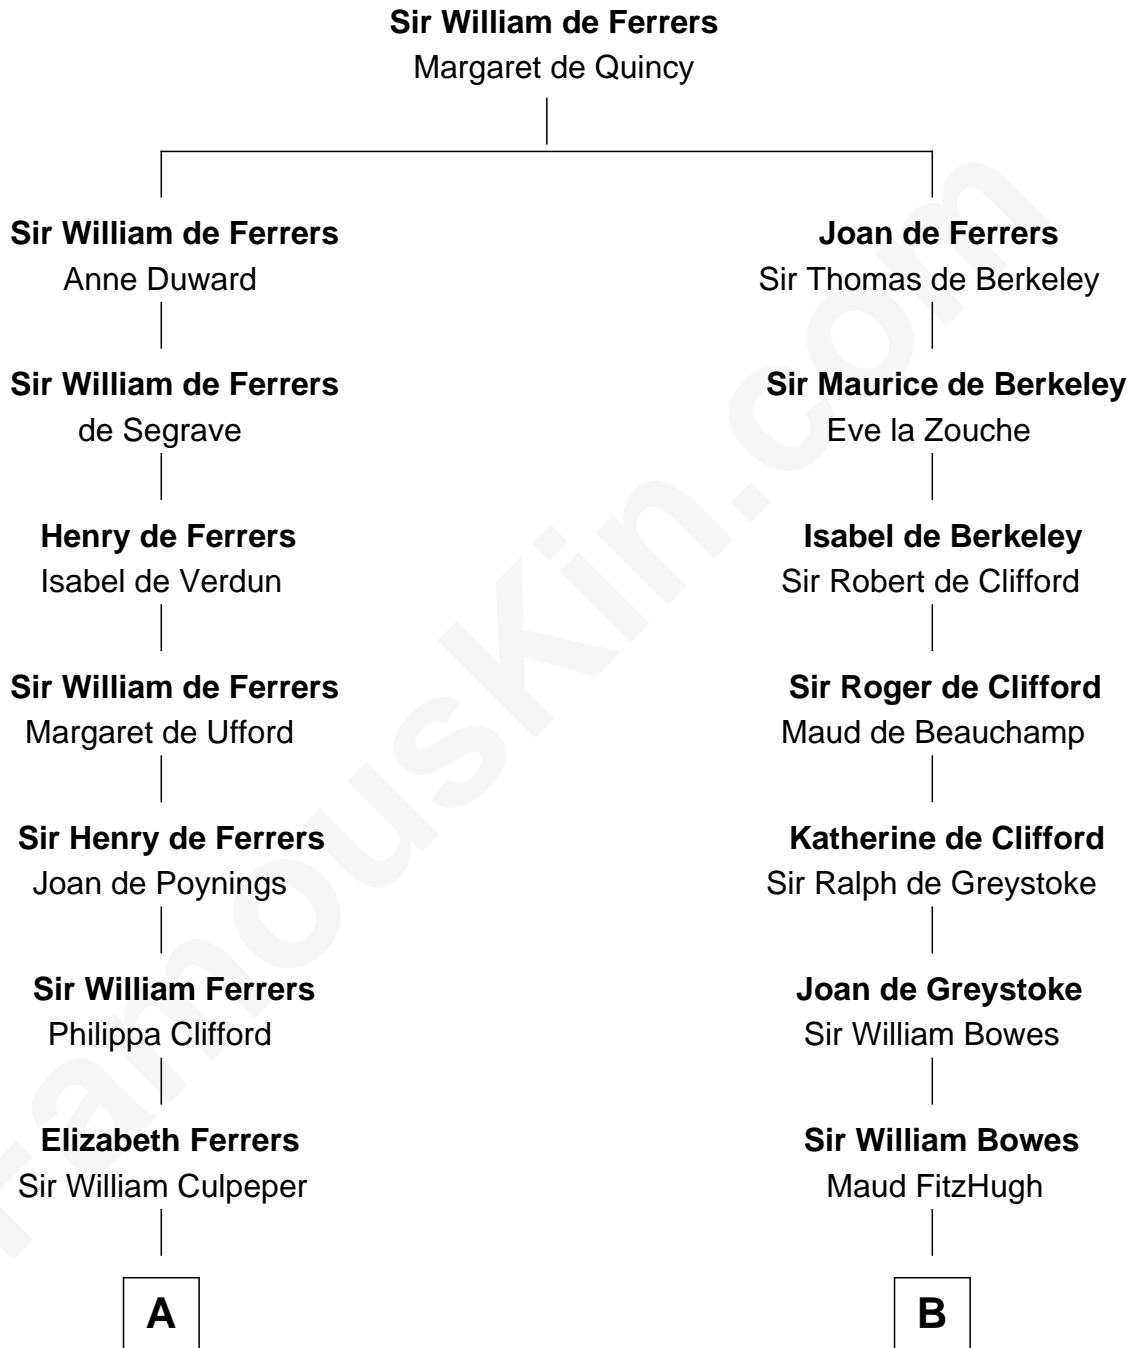 Sir William de Ferrers
Margaret de Quincy
Sir William de Ferrers
Anne Duward
Joan de Ferrers
Sir Thomas de Berkeley
Sir William de Ferrers
de Segrave
Sir Maurice de Berkeley
Eve la Zouche
Henry de Ferrers
Isabel de Verdun
Isabel de Berkeley
Sir Robert de Clifford
Sir William de Ferrers
Margaret de Ufford
Sir Roger de Clifford
Maud de Beauchamp
Sir Henry de Ferrers
Joan de Poynings
Katherine de Clifford
Sir Ralph de Greystoke
Sir William Ferrers
Philippa Clifford
Joan de Greystoke
Sir William Bowes
Elizabeth Ferrers
Sir William Culpeper
Sir William Bowes
Maud FitzHugh
A
B
FamousKin.com